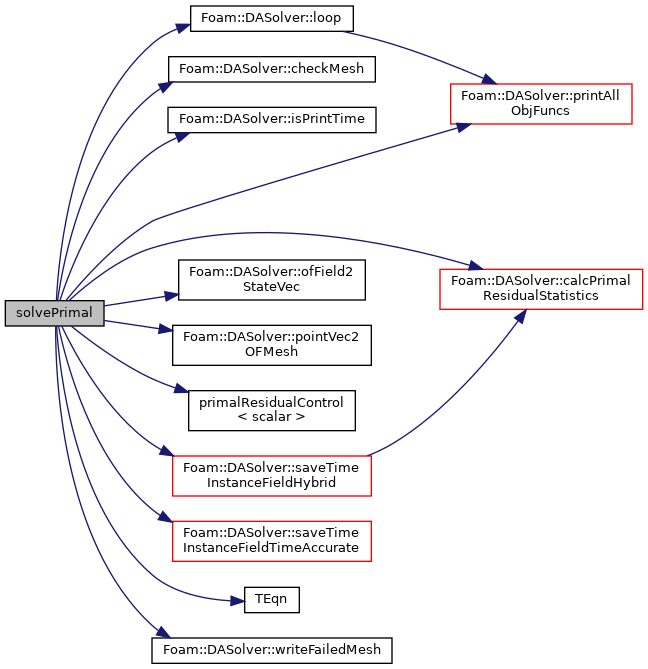 Foam::DASolver::loop
Foam::DASolver::checkMesh
Foam::DASolver::printAll
ObjFuncs
Foam::DASolver::isPrintTime
Foam::DASolver::ofField2
StateVec
Foam::DASolver::calcPrimal
ResidualStatistics
solvePrimal
Foam::DASolver::pointVec2
OFMesh
primalResidualControl
< scalar >
Foam::DASolver::saveTime
InstanceFieldHybrid
Foam::DASolver::saveTime
InstanceFieldTimeAccurate
TEqn
Foam::DASolver::writeFailedMesh